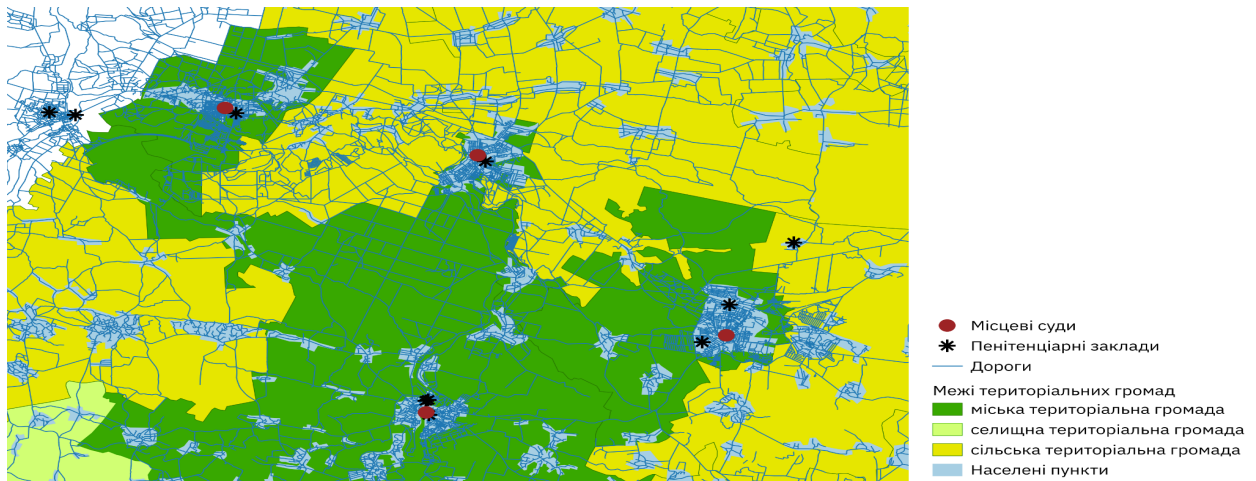 Місцеві суди
Пенітенціарні заклади
Дороги
Межі територіальних громад
міська територіальна громада
селищна територіальна громада
сільська територіальна громада
Населені пункти